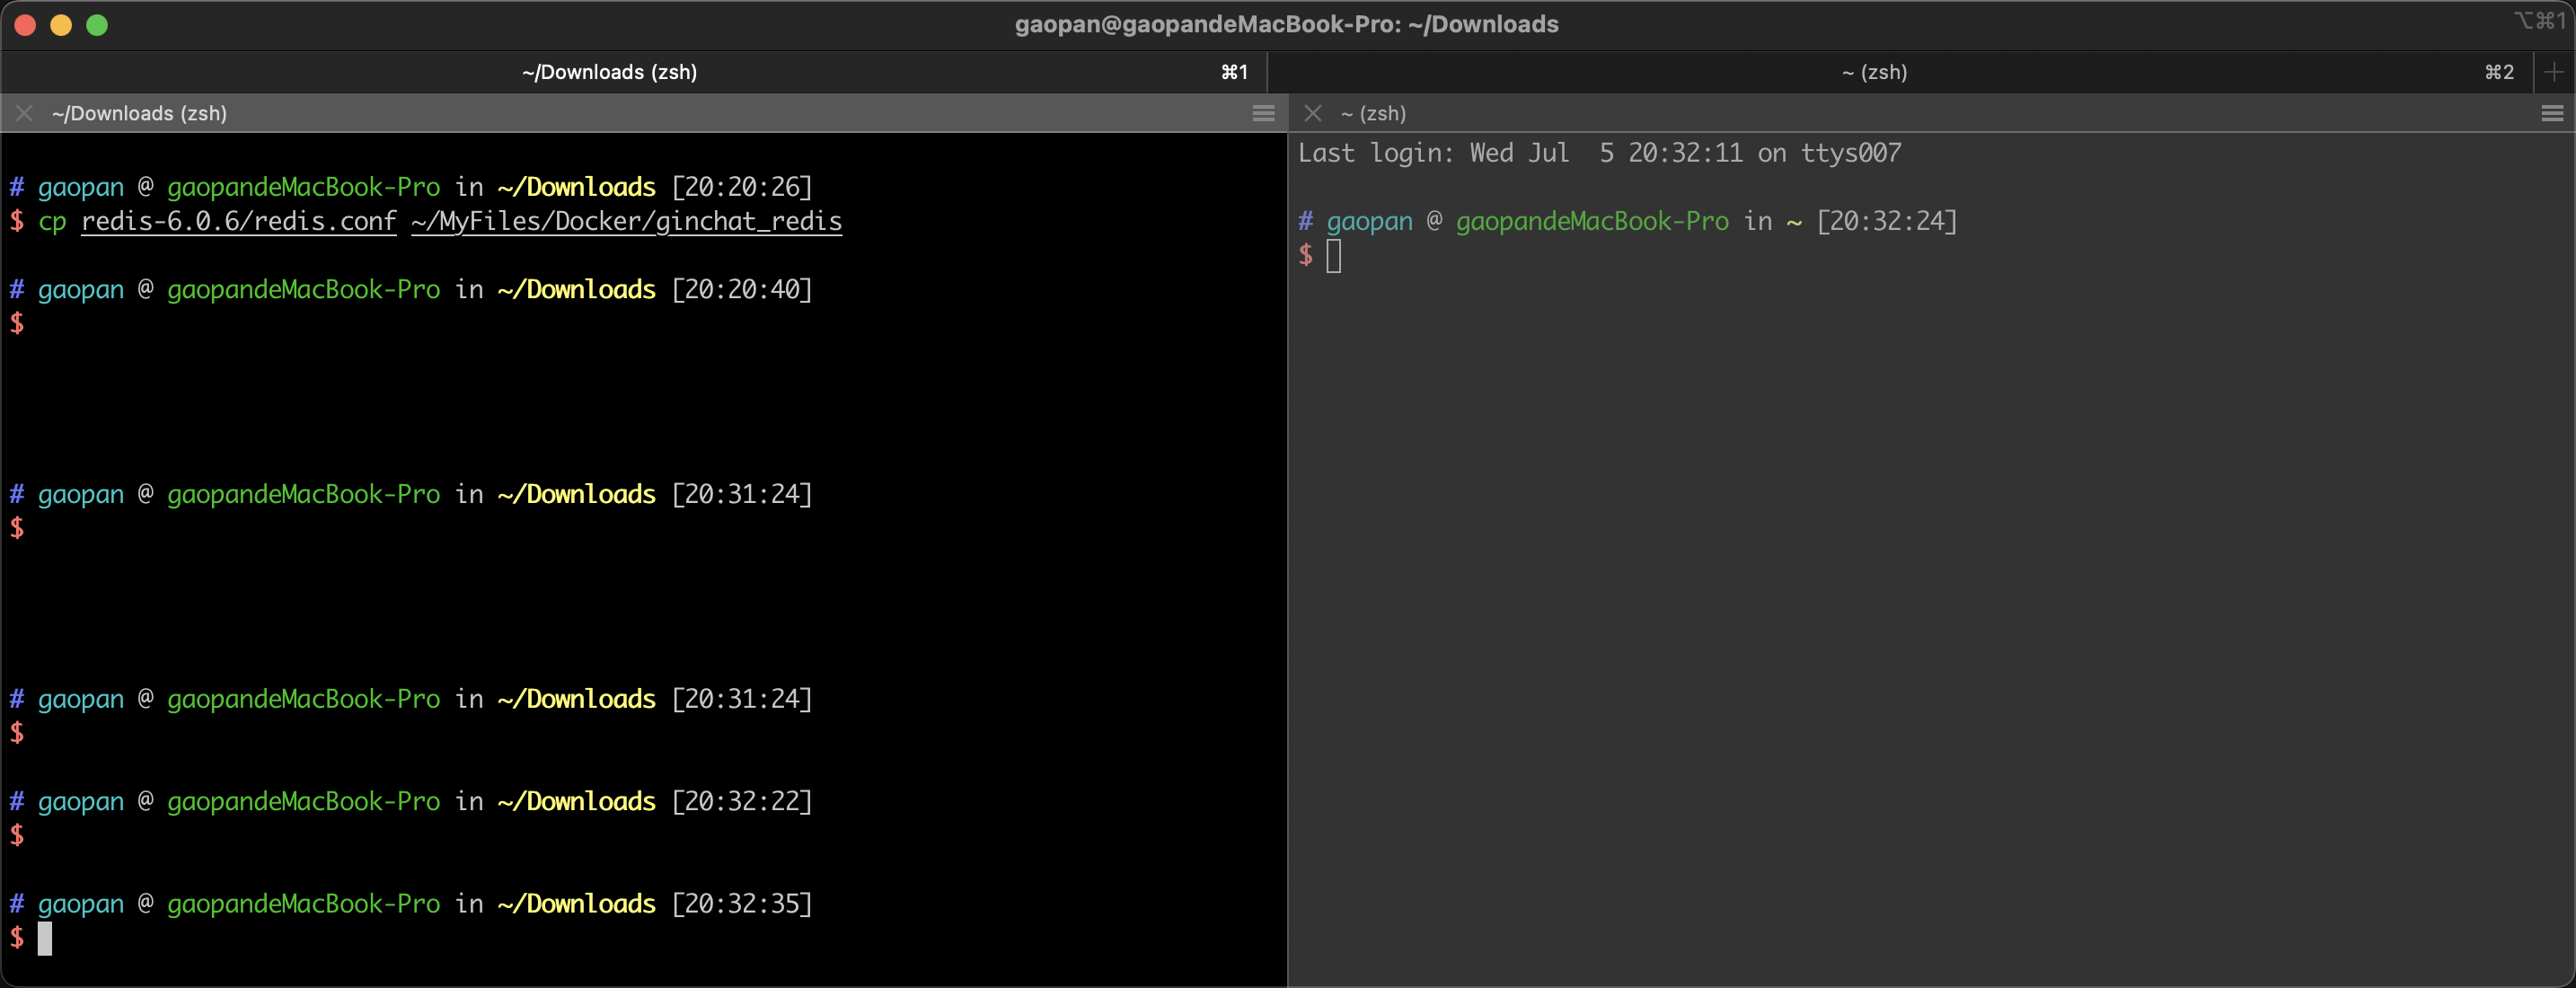 gaopan@gaopandeMacBook-Pro: ~/Downloads
⌥⌘1
~/Downloads (zsh) ⌘1
~ (zsh) ⌘2
~/Downloads (zsh)
# gaopan @ gaopandeMacBook-Pro in ~/Downloads [20:20:26]
$ cp redis-6.0.6/redis.conf ~/MyFiles/Docker/ginchat_redis
# gaopan @ gaopandeMacBook-Pro in ~/Downloads [20:20:40]
$
# gaopan @ gaopandeMacBook-Pro in ~/Downloads [20:31:24]
$
# gaopan @ gaopandeMacBook-Pro in ~/Downloads [20:31:24]
$
# gaopan @ gaopandeMacBook-Pro in ~/Downloads [20:32:22]
$
# gaopan @ gaopandeMacBook-Pro in ~/Downloads [20:32:35]
$
~ (zsh)
Last login: Wed Jul  5 20:32:11 on ttys007
# gaopan @ gaopandeMacBook-Pro in ~ [20:32:24]
$